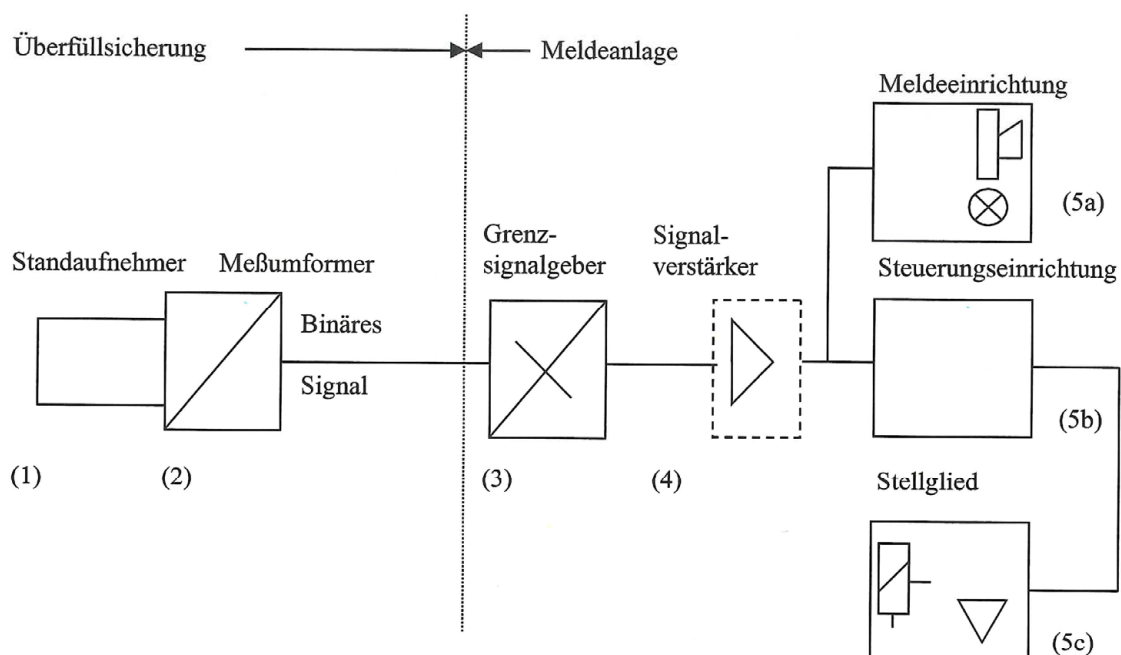 Überfüllsicherung
Meldeanlage
Meldeeinrichtung
(5a)
Grenz-
signalgeber
Signal-
verstärker
Standaufnehmer
Meßumformer
Steuerungseinrichtung
Binäres
Signal
(5b)
(1)
(2)
(3)
(4)
Stellglied
(5c)